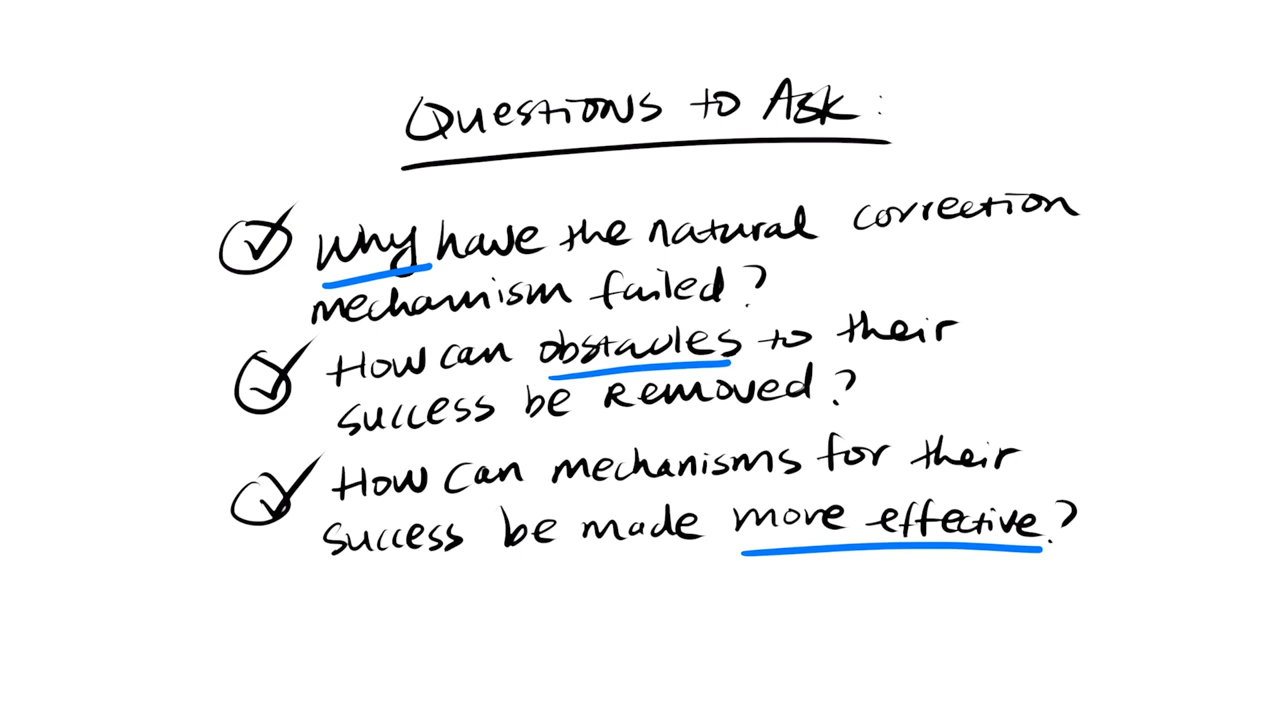 Questions to Ask:
Why have the natural correction
mechanism failed?
How can obstacles to their
success be removed?
How can mechanisms for their
success be made more effective?